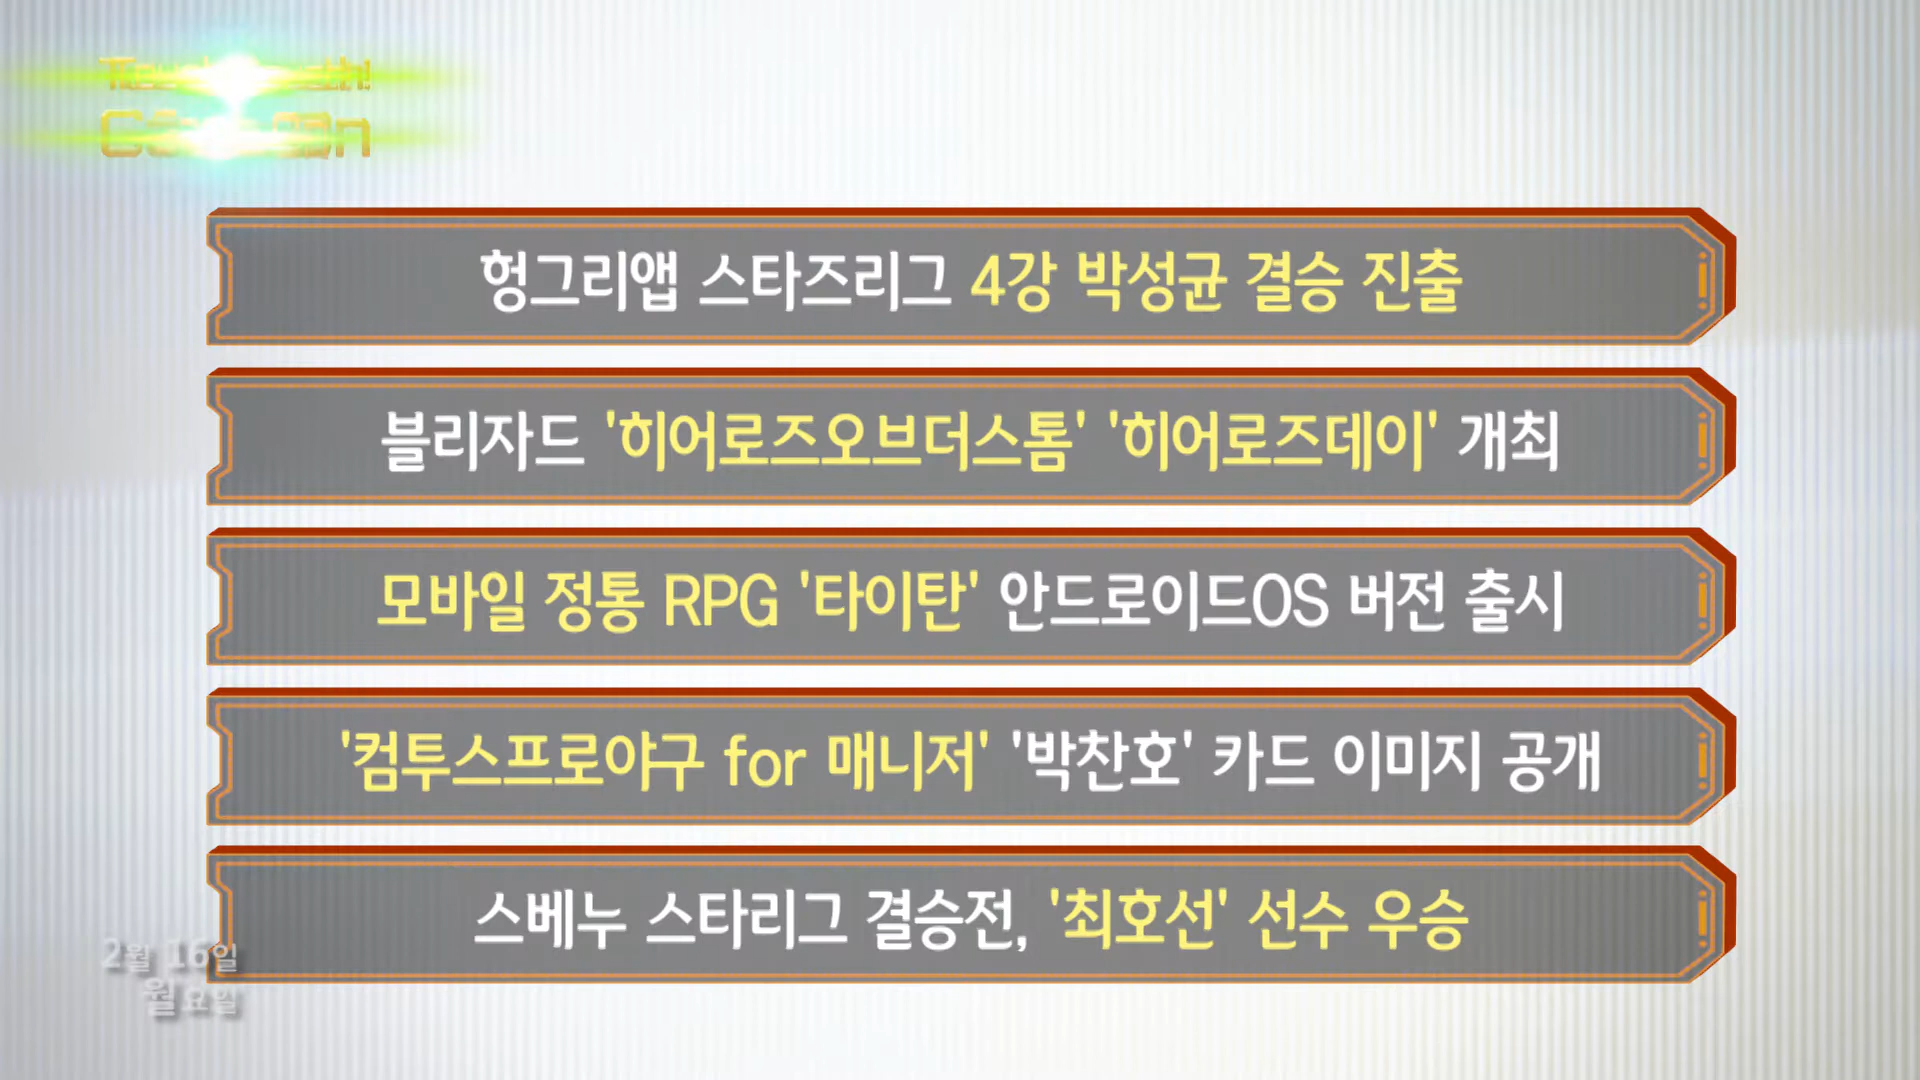 헝그리앱 스타즈리그 4강 박성균 결승 진출
블리자드 '히어로즈오브더스톰' '히어로즈데이' 개최
모바일 정통 RPG '타이탄' 안드로이드OS 버전 출시
'컴투스프로야구 for 매니저' '박찬호' 카드 이미지 공개
스베누 스타리그 결승전, '최호선' 선수 우승
2월 16일
월요일